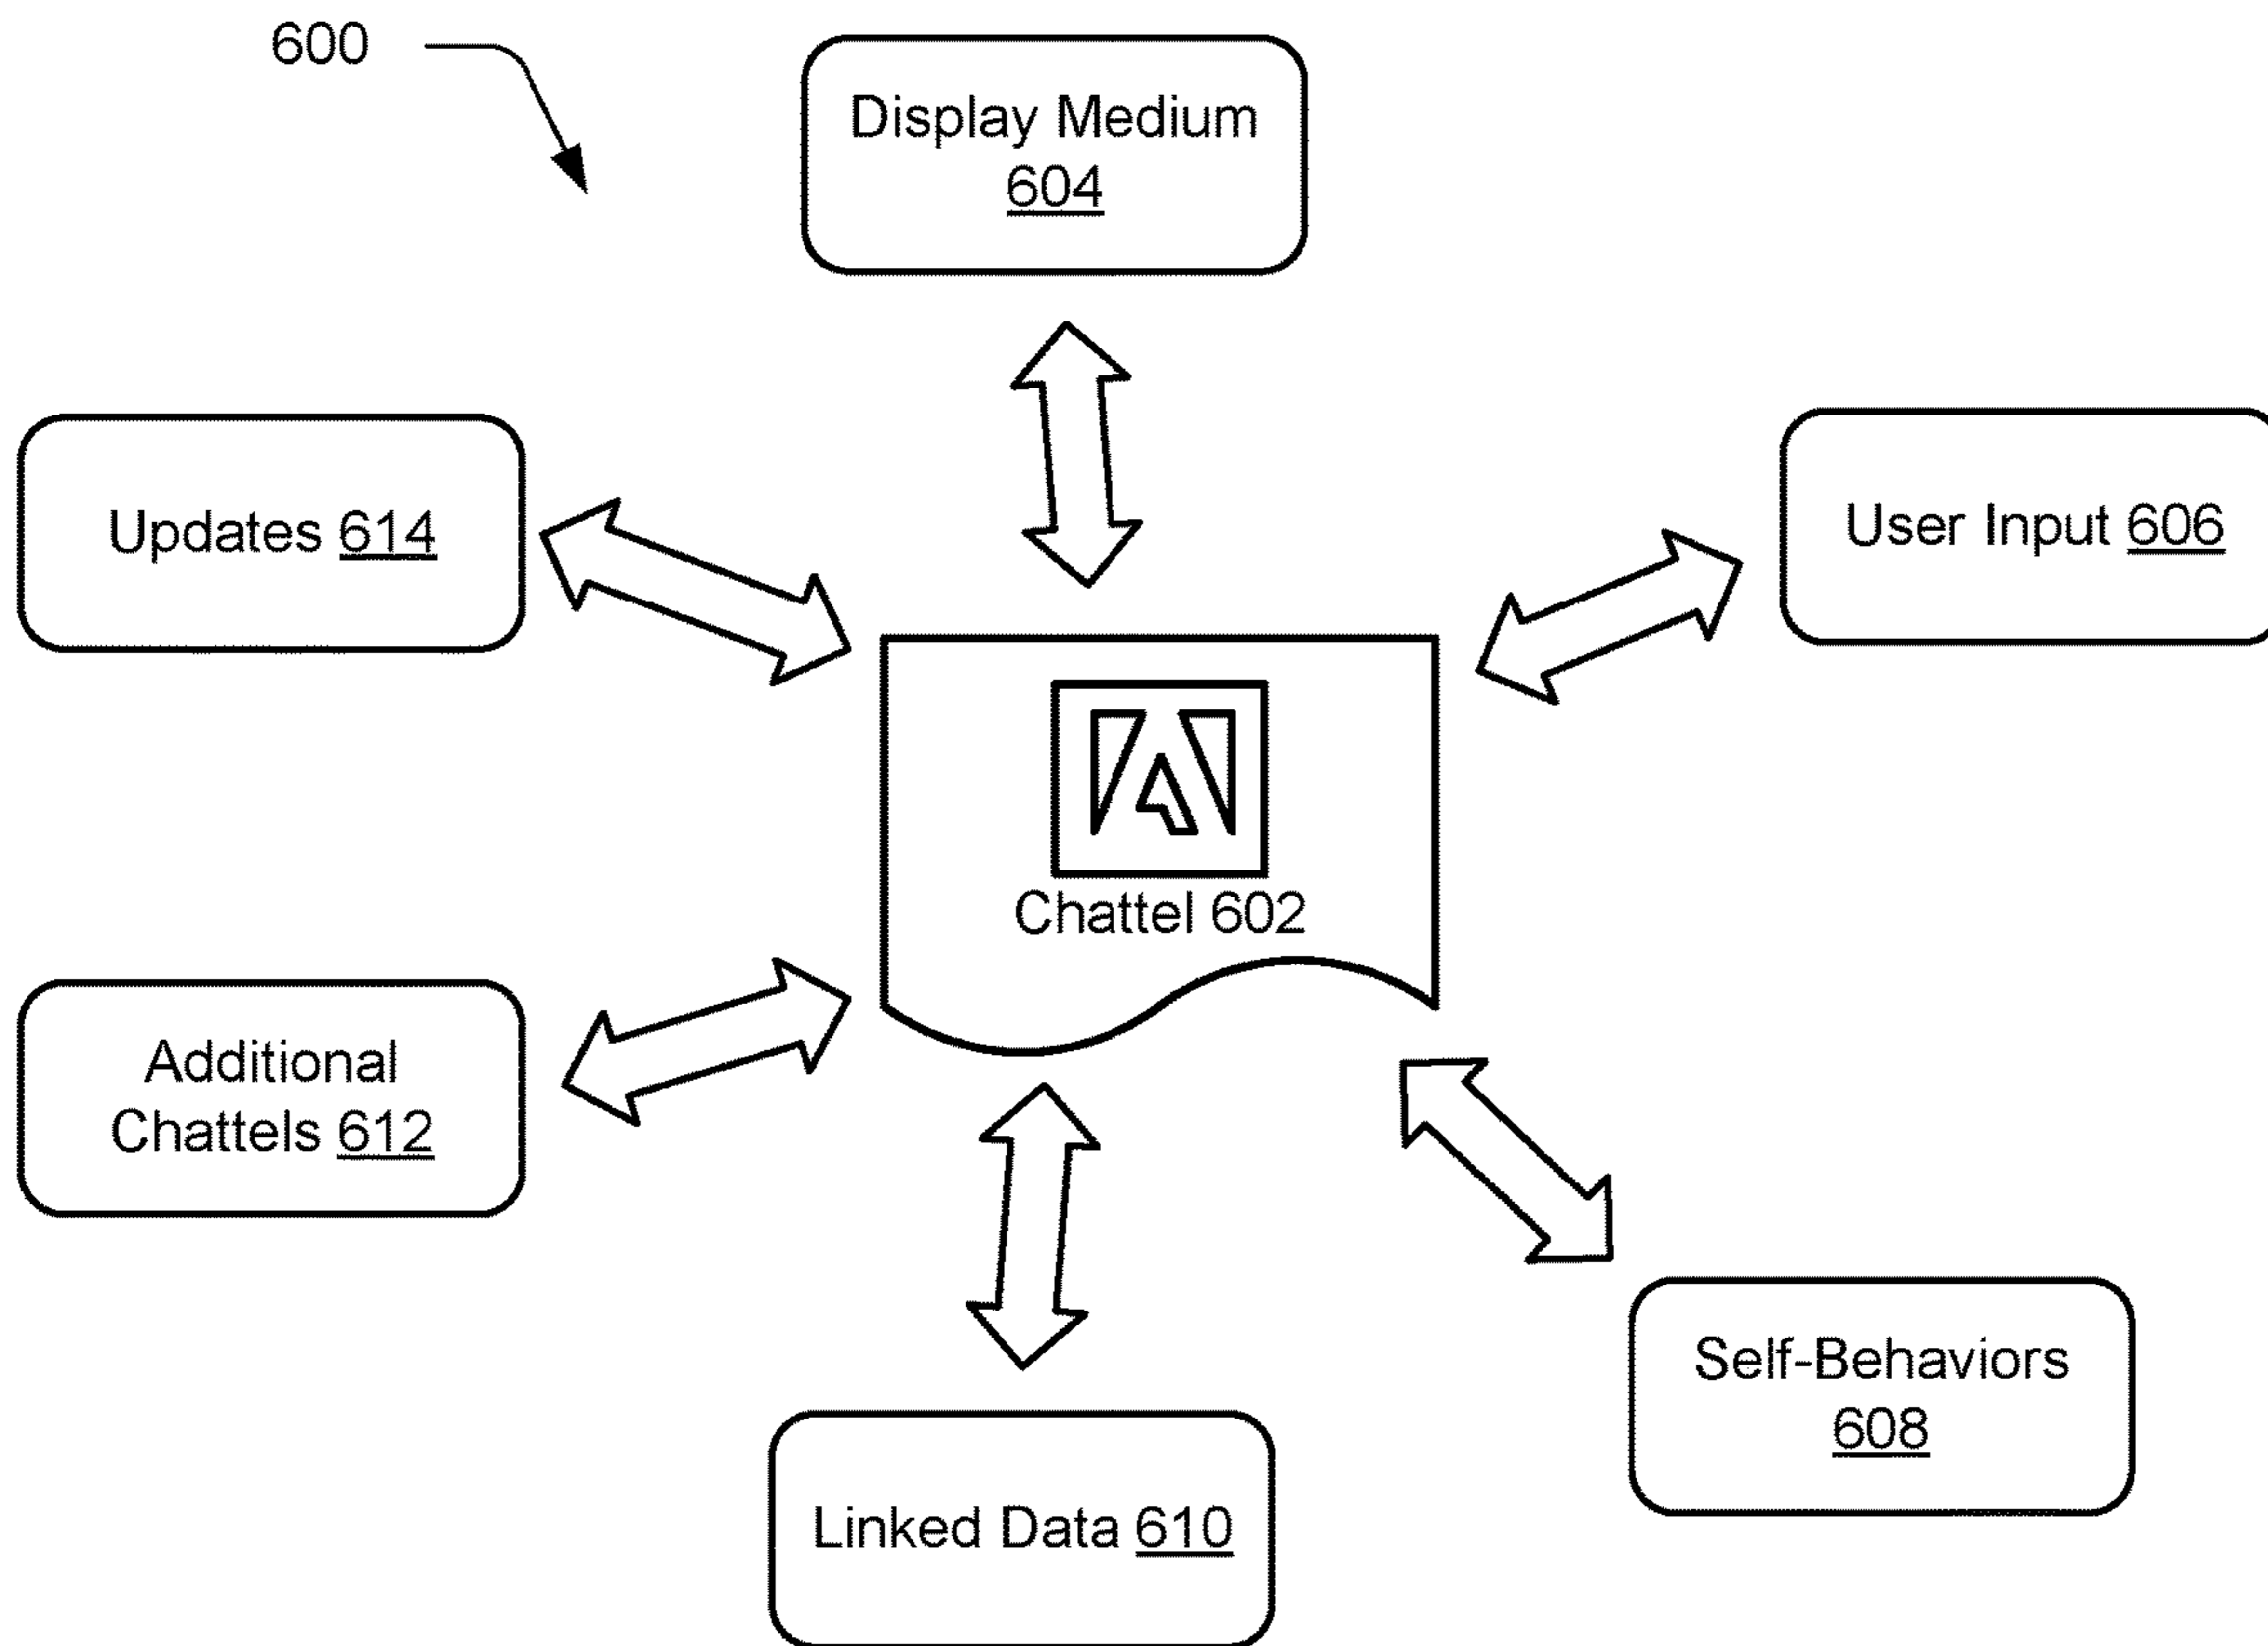 600
Display Medium
604
Updates 614
User Input 606
Chattel 602
Additional
Chattels 612
Self-Behaviors
608
Linked Data 610